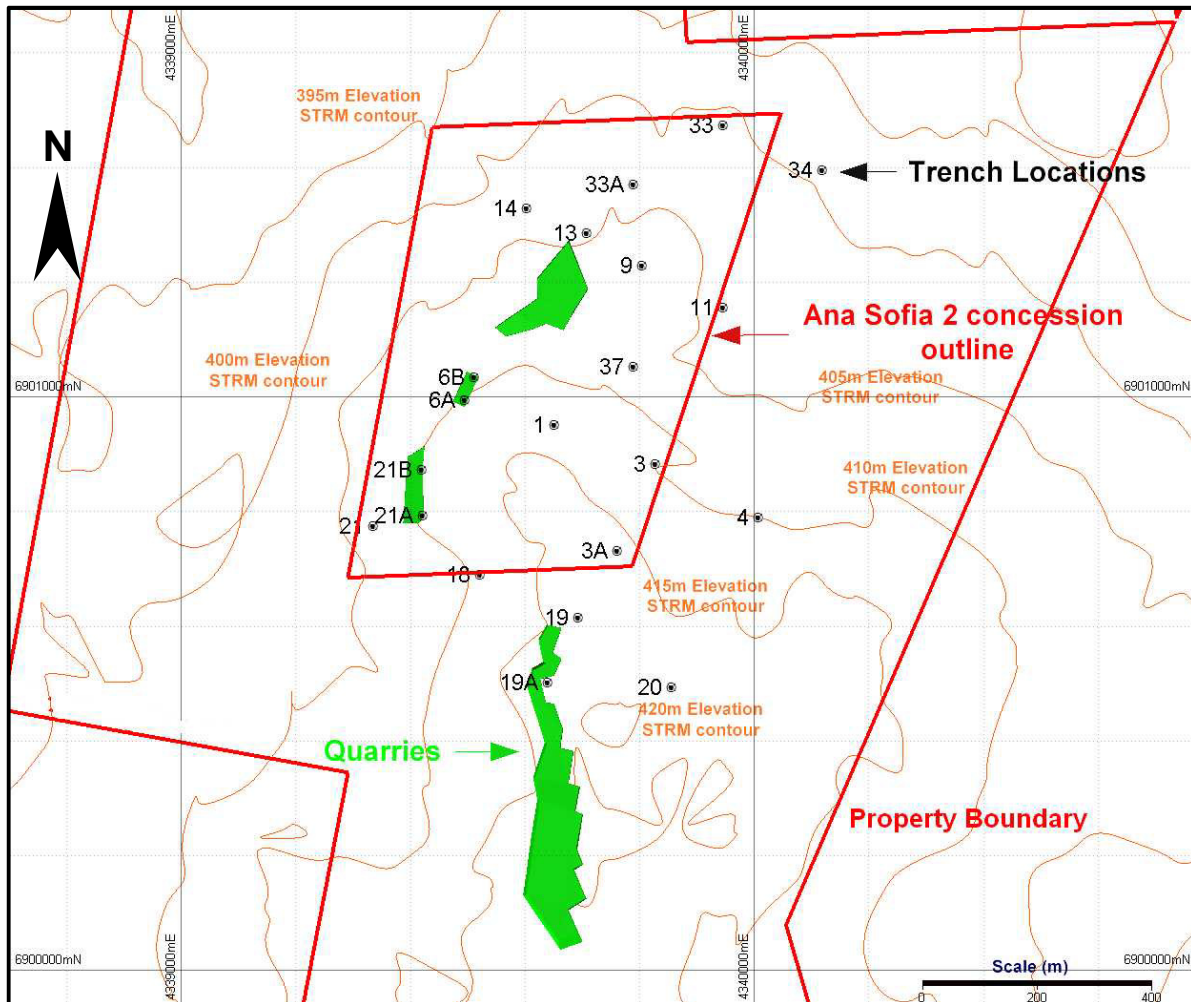 4339000mE
4340000mE
395m Elevation
STRM contour
33
N
34
Trench Locations
33A
14
13
9
11
Ana Sofia 2 concession
outline
400m Elevation
STRM contour
37
405m Elevation
STRM contour
6901000mN
6901000mN
6B
6A
1
3
410m Elevation
STRM contour
21B
21A
21
4
3A
18
415m Elevation
STRM contour
19
19A
20
420m Elevation
STRM contour
Quarries
Property Boundary
6900000mN
6900000mN
4339000mE
4340000mE
Scale (m)
0
200
400